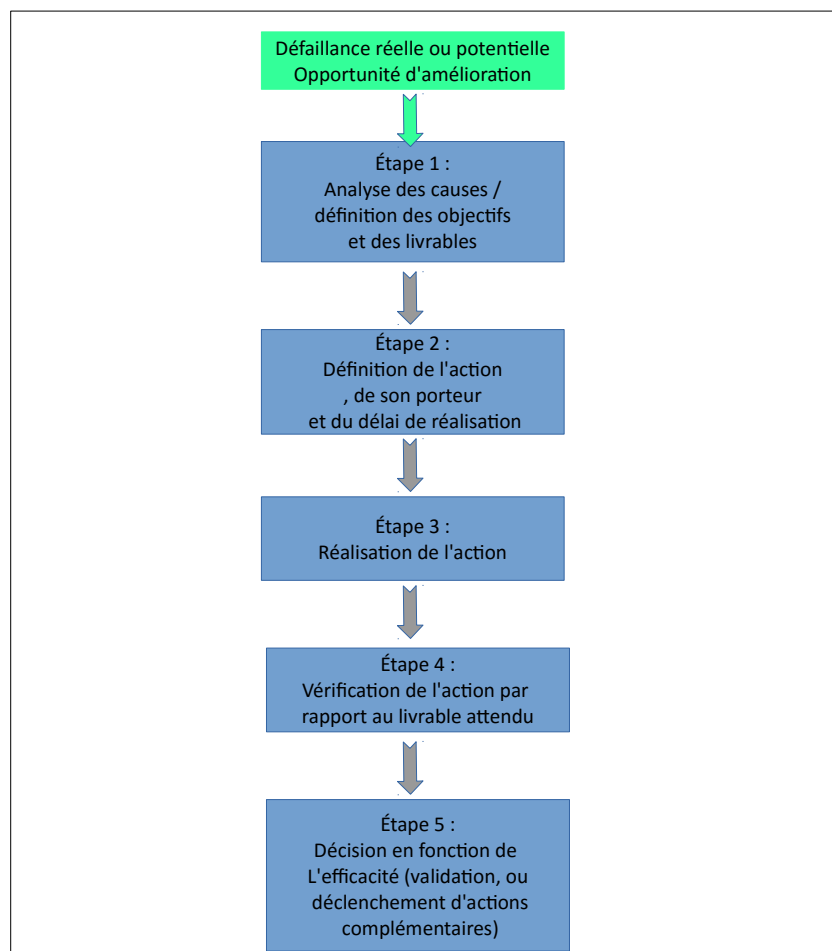 Défaillance réelle ou potentielle
Opportunité d'amélioration
Étape 1 :
Analyse des causes /
définition des objectifs
et des livrables
Étape 2 :
Définition de l'action
, de son porteur
et du délai de réalisation
Étape 3 :
Réalisation de l'action
Étape 4 :
Vérification de l'action par
rapport au livrable attendu
Étape 5 :
Décision en fonction de
L'efficacité (validation, ou
déclenchement d'actions
complémentaires)